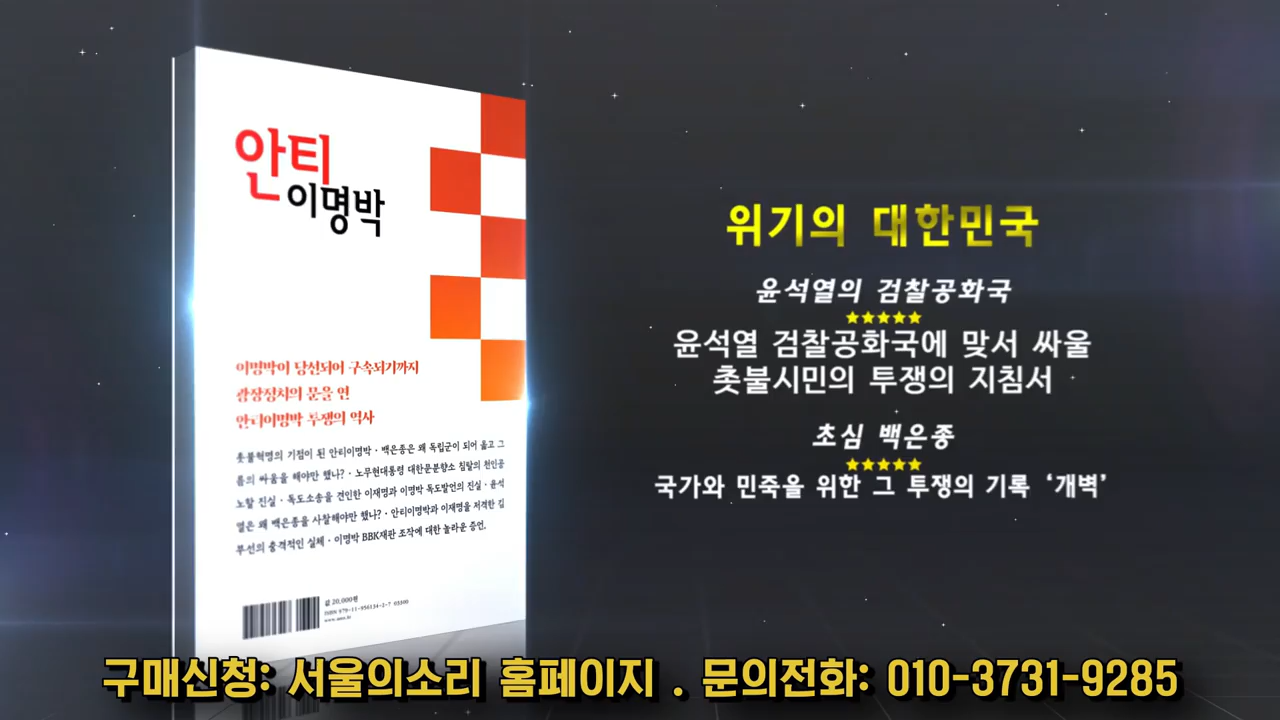 안티
이명박
이명박이 당선되어 구속되기까지
광장정치의 문을 연
안티이명박 투쟁의 역사
촛불혁명의 기점이 된 안티이명박 · 백은종은 왜 독립군이 되어 울고 그
몸의 싸움을 해야만 했나? · 노무현대통령 대한문분향소 침탈의 천인공
노할 진실 · 독도소송을 견인한 이재명과 이명박 독도발언의 진실 · 윤석
열은 왜 백은종을 사찰해야만 했나? · 안티이명박과 이재명을 저격한 김
부선의 충격적인 실체 · 이명박 BBK재판 조작에 대한 놀라운 증언.
값 20,000원
위기의 대한민국
윤석열의 검찰공화국
윤석열 검찰공화국에 맞서 싸울
촛불시민의 투쟁의 지침서
초심 백은종
국가와 민족을 위한 그 투쟁의 기록 ‘개벽’
구매신청: 서울의소리 홈페이지 . 문의전화: 010-3731-9285